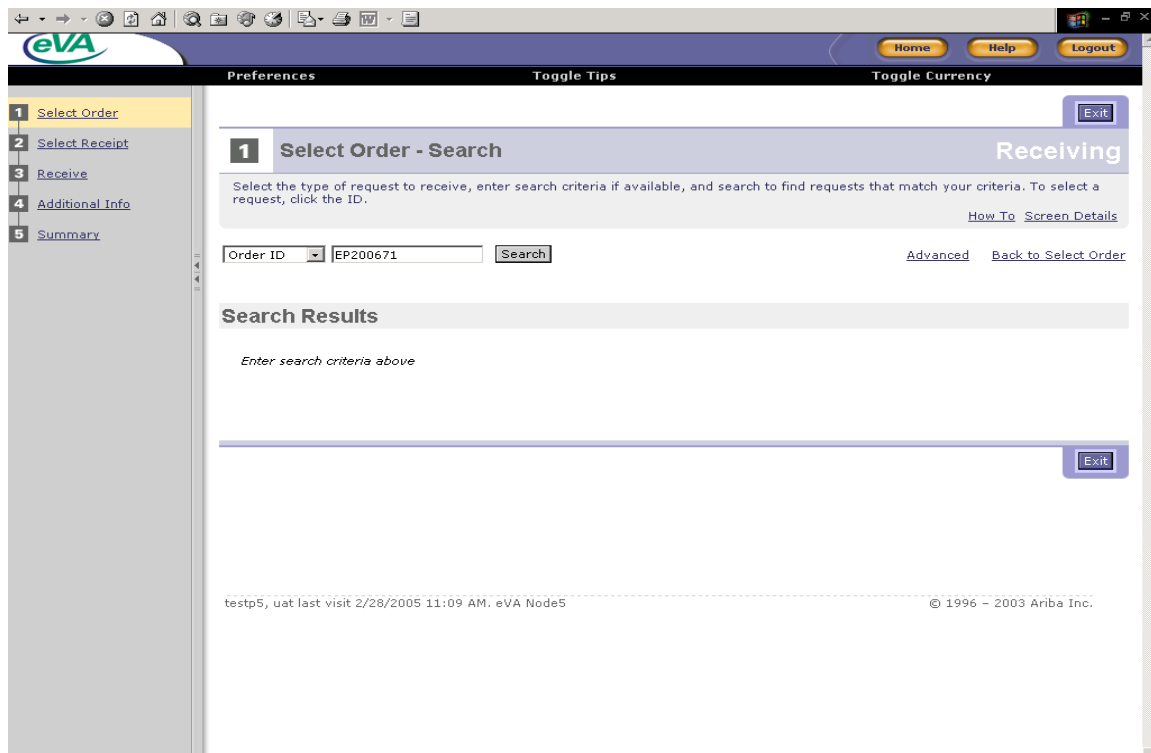 eVA
Home Help Logout
Preferences Toggle Tips Toggle Currency
1 Select Order
2 Select Receipt
3 Receive
4 Additional Info
5 Summary
Exit
1 Select Order - Search Receiving
Select the type of request to receive, enter search criteria if available, and search to find requests that match your criteria. To select a
request, click the ID.
How To Screen Details
Order ID EP200671 Search Advanced Back to Select Order
Search Results
Enter search criteria above
Exit
testp5, uat last visit 2/28/2005 11:09 AM. eVA Node5 © 1996 – 2003 Ariba Inc.